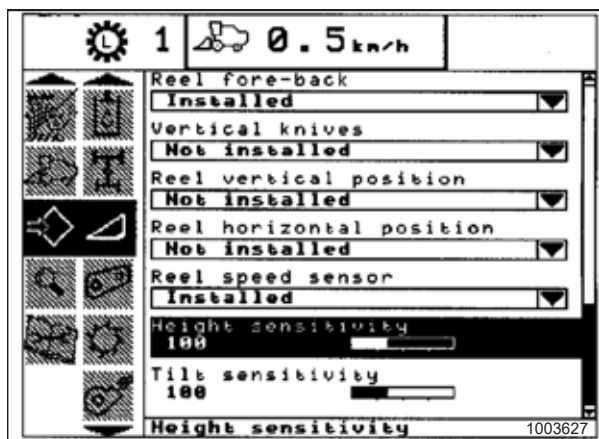 L 1 0.5km/h
Reel fore-back
Installed
Vertical knives
Not installed
Reel vertical position
Not installed
Reel horizontal position
Not installed
Reel speed sensor
Installed
Height sensitivity
100
Tilt sensitivity
100
Height sensitivity
1003627